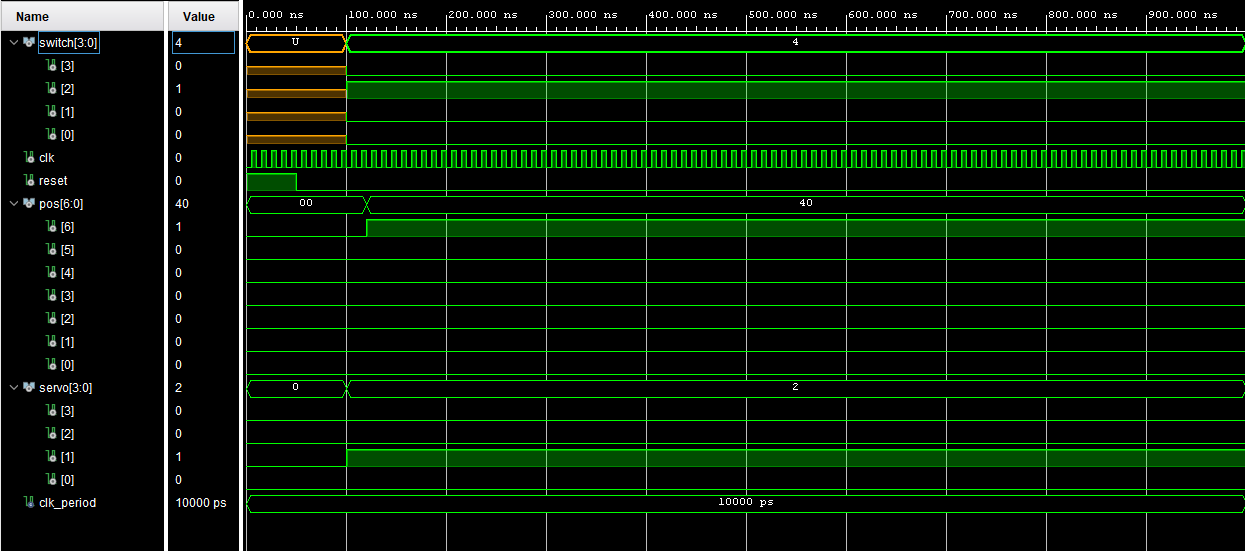 Name Value 0.000 ns 100.000 ns 200.000 ns 300.000 ns 400.000 ns 500.000 ns 600.000 ns 700.000 ns 800.000 ns 900.000 ns
switch[3:0] 4 U 4
[3] 0
[2] 1
[1] 0
[0] 0
clk 0
reset 0
pos[6:0] 40 00 40
[6] 1
[5] 0
[4] 0
[3] 0
[2] 0
[1] 0
[0] 0
servo[3:0] 2 0 2
[3] 0
[2] 0
[1] 1
[0] 0
clk_period 10000 ps 10000 ps